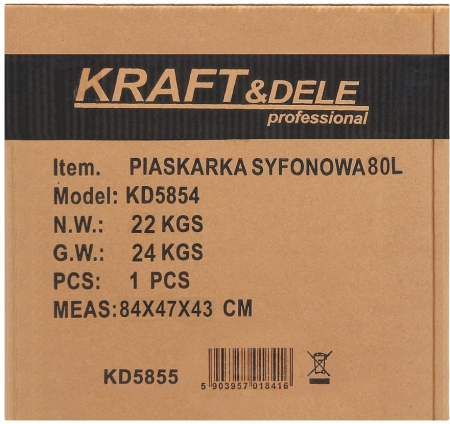 KRAFT&DELE
professional
Item. PIASKARKA SYFONOWA80L
Model: KD5854
N.W.: 22 KGS
G.W.: 24 KGS
PCS: 1 PCS
MEAS:84X47X43 CM
KD5855
5 903957 018416